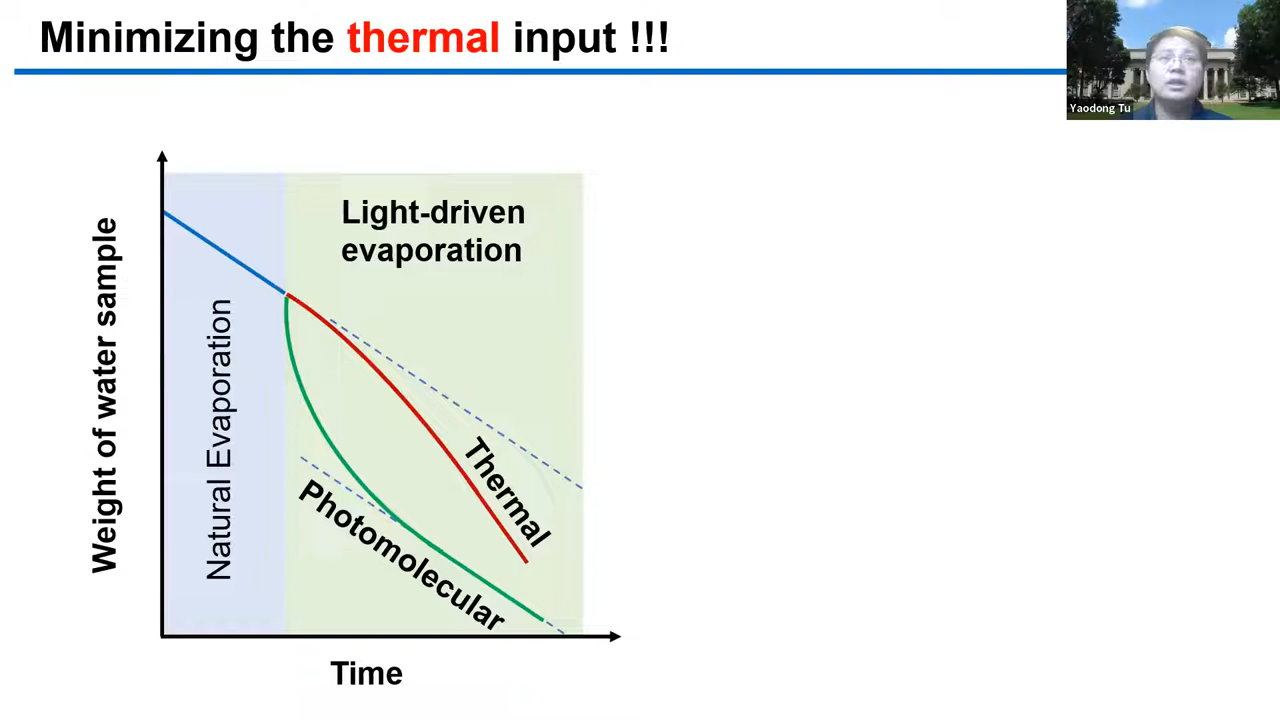 Minimizing the thermal input !!!
Yaodong Tu
Light-driven
evaporation
Weight of water sample
Natural Evaporation
Thermal
Photomolecular
Time